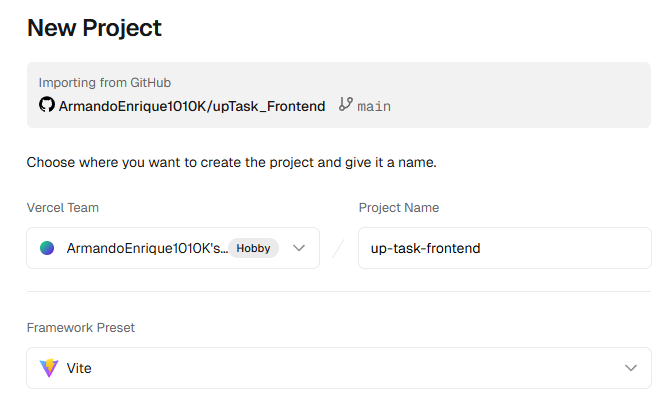 New Project
Importing from GitHub
ArmandoEnrique1010K/upTask_Frontend main
Choose where you want to create the project and give it a name.
Vercel Team Project Name
ArmandoEnrique1010K's... Hobby / up-task-frontend
Framework Preset
Vite